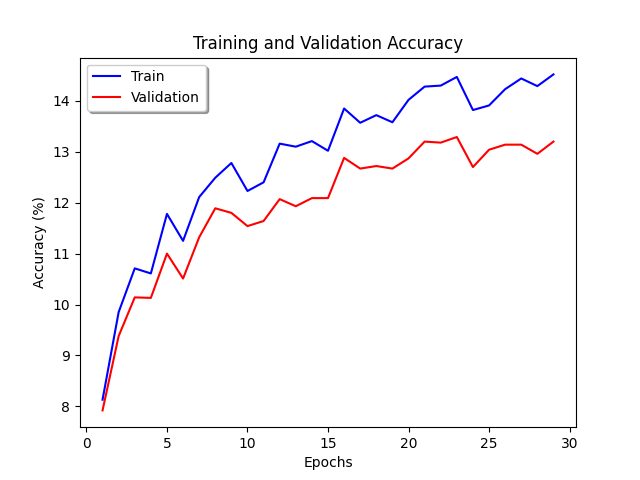 Training and Validation Accuracy
Train
Validation
14
13
12
11
10
9
8
Accuracy (%)
0
5
10
15
20
25
30
Epochs